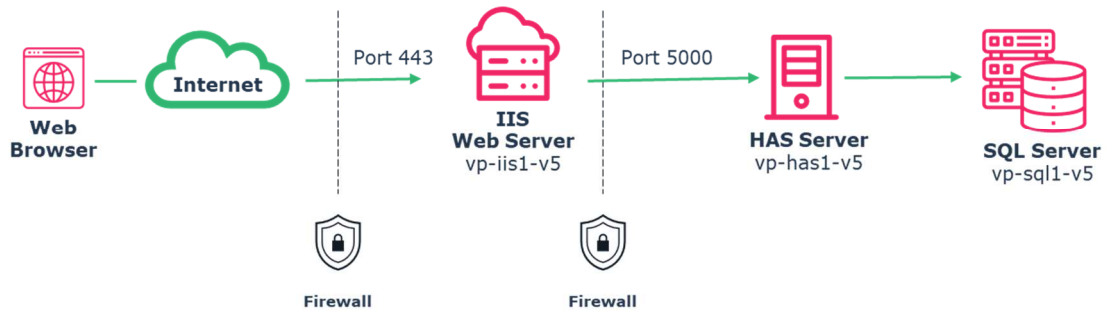 Web
Browser
Internet
Port 443
IIS
Web Server
vp-iis1-v5
Port 5000
HAS Server
vp-has1-v5
SQL Server
vp-sql1-v5
Firewall
Firewall